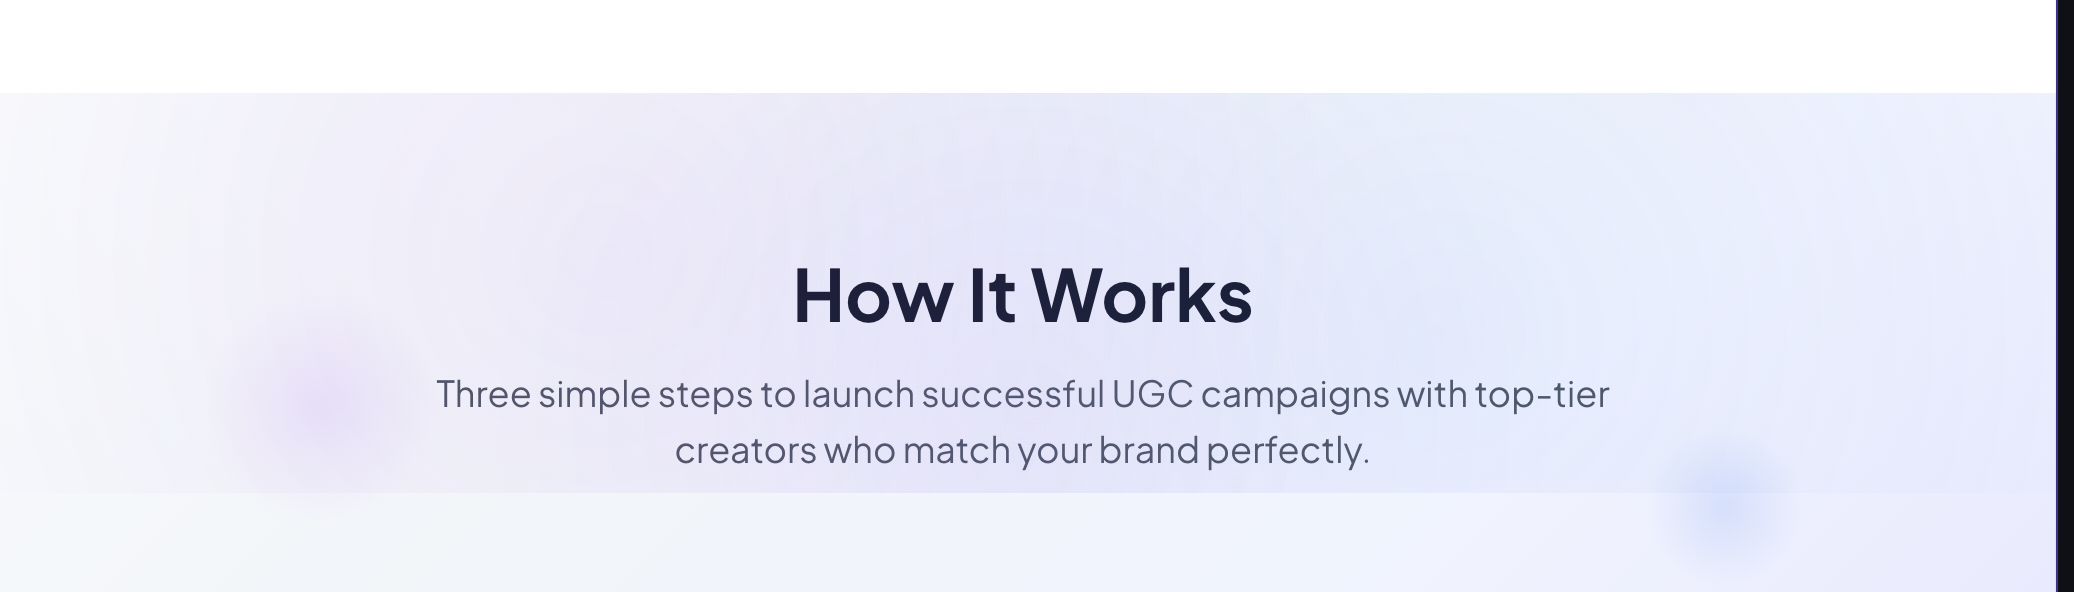 How It Works
Three simple steps to launch successful UGC campaigns with top-tier
creators who match your brand perfectly.